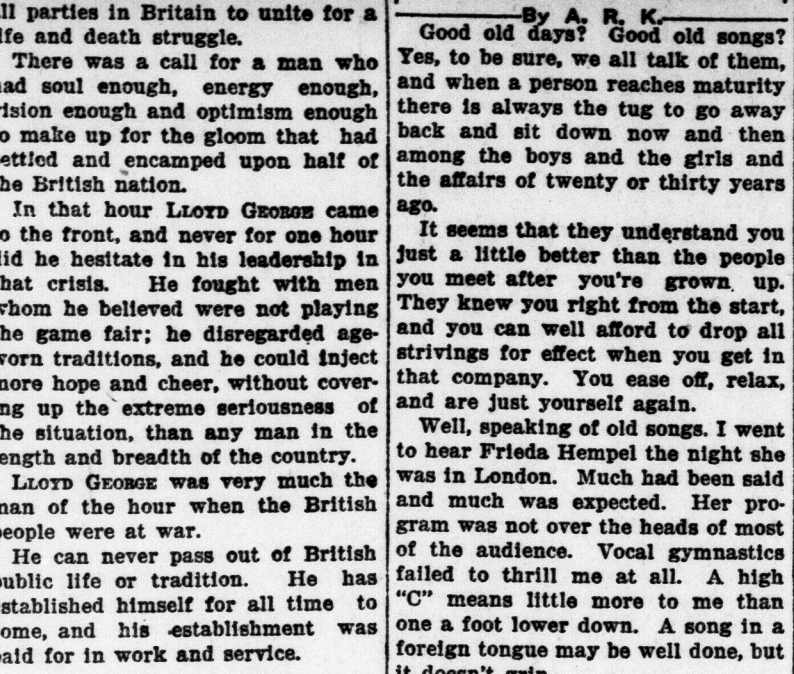 ll parties in Britain to unite for a
ife and death struggle.
There was a call for a man who
had soul enough, energy enough,
vision enough and optimism enough
to make up for the gloom that had
settled and encamped upon half of
the British nation.
In that hour LLOYD GEORGE came
to the front, and never for one hour
did he hesitate in his leadership in
that crisis. He fought with men
whom he believed were not playing
the game fair; he disregarded age-
worn traditions, and he could inject
more hope and cheer, without cover-
ing up the extreme seriousness of
the situation, than any man in the
length and breadth of the country.
LLOYD GEORGE was very much the
man of the hour when the British
people were at war.
He can never pass out of British
public life or tradition. He has
established himself for all time to
come, and his establishment was
paid for in work and service.
By A. R. K.
Good old days? Good old songs?
Yes, to be sure, we all talk of them,
and when a person reaches maturity
there is always the tug to go away
back and sit down now and then
among the boys and the girls and
the affairs of twenty or thirty years
ago.
It seems that they understand you
just a little better than the people
you meet after you're grown up.
They knew you right from the start,
and you can well afford to drop all
strivings for effect when you get in
that company. You ease off, relax,
and are just yourself again.
Well, speaking of old songs. I went
to hear Frieda Hempel the night she
was in London. Much had been said
and much was expected. Her pro-
gram was not over the heads of most
of the audience. Vocal gymnastics
failed to thrill me at all. A high
"C" means little more to me than
one a foot lower down. A song in a
foreign tongue may be well done, but
it doesn't grip